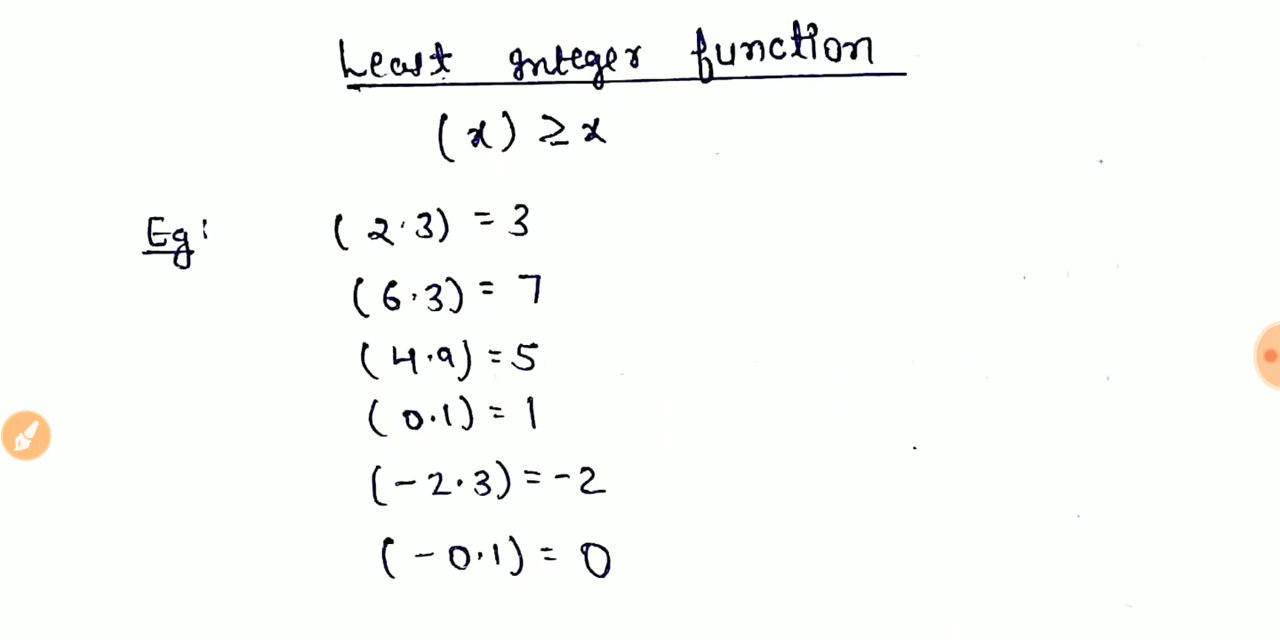 Least Integer function
(x) ≥ x
Eg: (2·3) = 3
(6·3) = 7
(4·9) = 5
(0·1) = 1
(-2·3) = -2
(-0·1) = 0